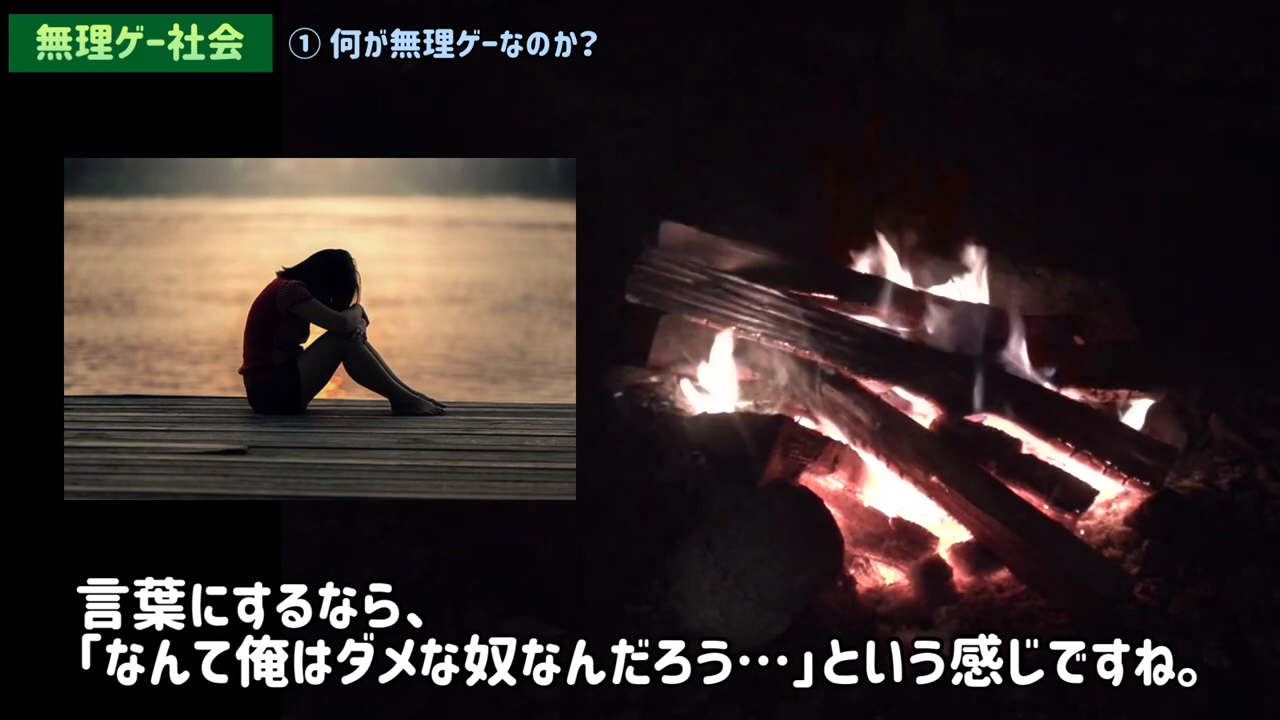 無理ゲー社会
① 何が無理ゲーなのか?
言葉にするなら、
「なんて俺はダメな奴なんだろう…」という感じですね。